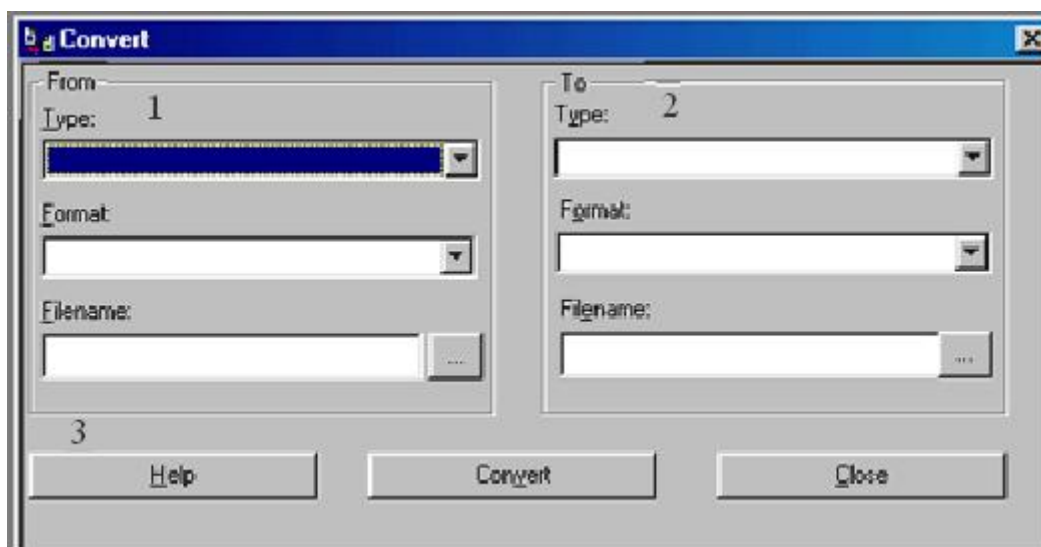 Convert
From
1
Type:
Format:
Filename:
...
To
2
Type:
Format:
Filename:
...
3
Help
Convert
Close